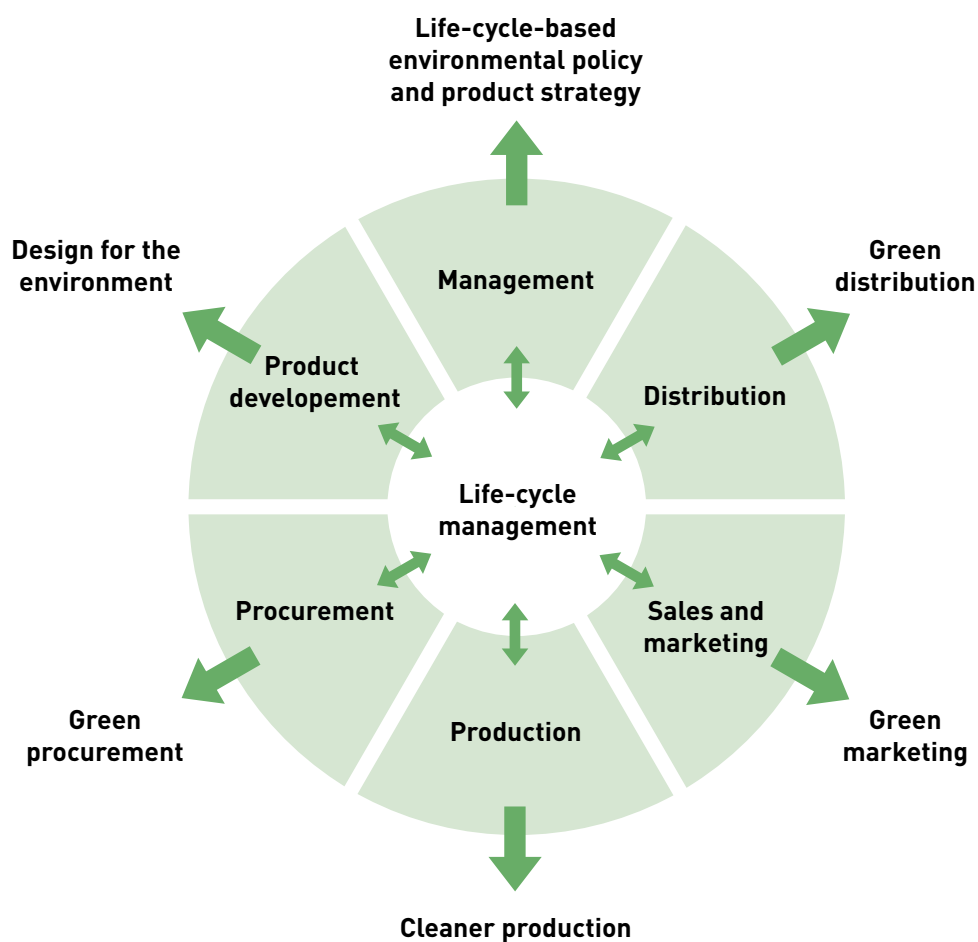 Life-cycle-based
environmental policy
and product strategy
Design for the
environment
Green
distribution
Management
Product
developement
Distribution
Life-cycle
management
Procurement
Sales and
marketing
Green
procurement
Production
Green
marketing
Cleaner production